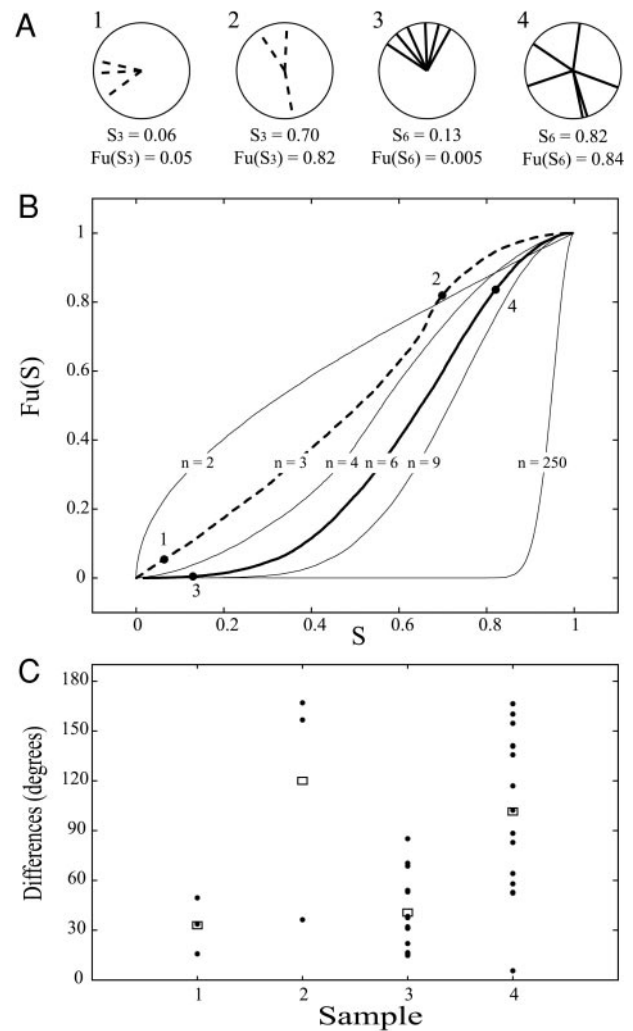 A
1 2 3 4
S3 = 0.06 S3 = 0.70 S6 = 0.13 S6 = 0.82
Fu(S3) = 0.05 Fu(S3) = 0.82 Fu(S6) = 0.005 Fu(S6) = 0.84
B
1
0.8
0.6
0.4
0.2
0
Fu(S)
2
4
n = 2 n = 3 n = 4 n = 6 n = 9 n = 250
1
3
0 0.2 0.4 0.6 0.8 1
S
C
180
150
120
90
60
30
0
Differences (degrees)
1 2 3 4
Sample